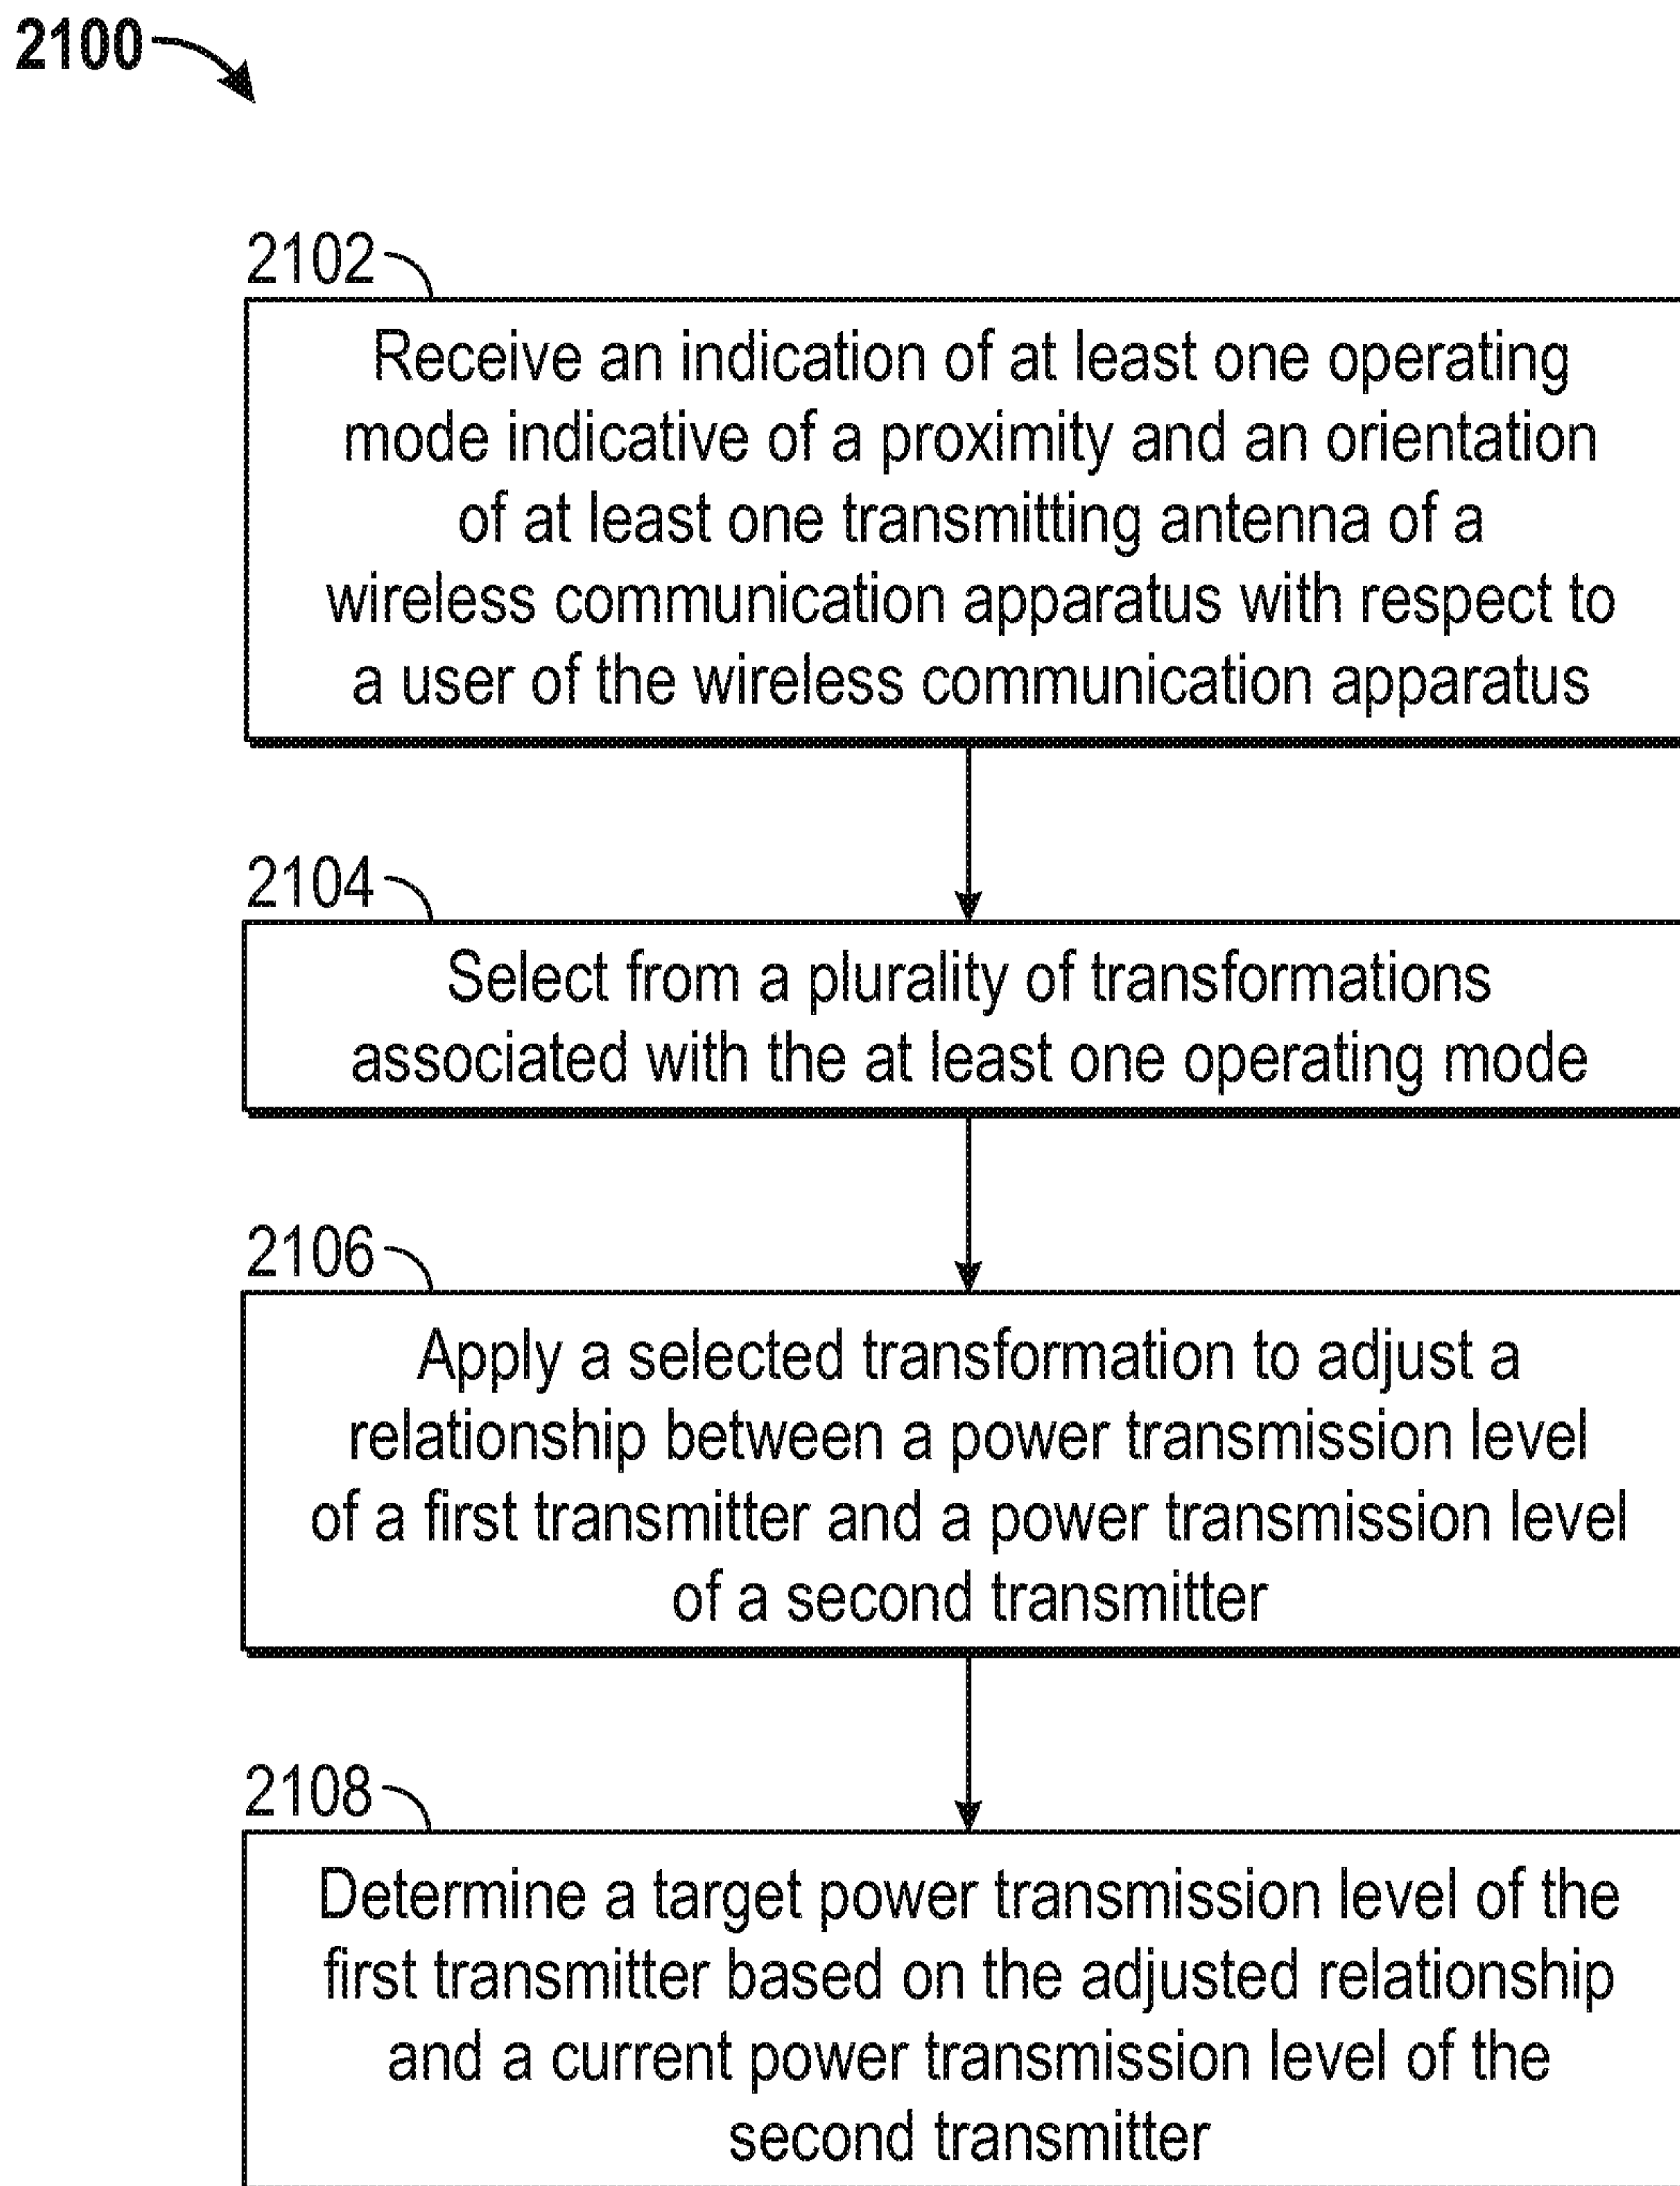 2100
2102
Receive an indication of at least one operating
mode indicative of a proximity and an orientation
of at least one transmitting antenna of a
wireless communication apparatus with respect to
a user of the wireless communication apparatus
2104
Select from a plurality of transformations
associated with the at least one operating mode
2106
Apply a selected transformation to adjust a
relationship between a power transmission level
of a first transmitter and a power transmission level
of a second transmitter
2108
Determine a target power transmission level of the
first transmitter based on the adjusted relationship
and a current power transmission level of the
second transmitter